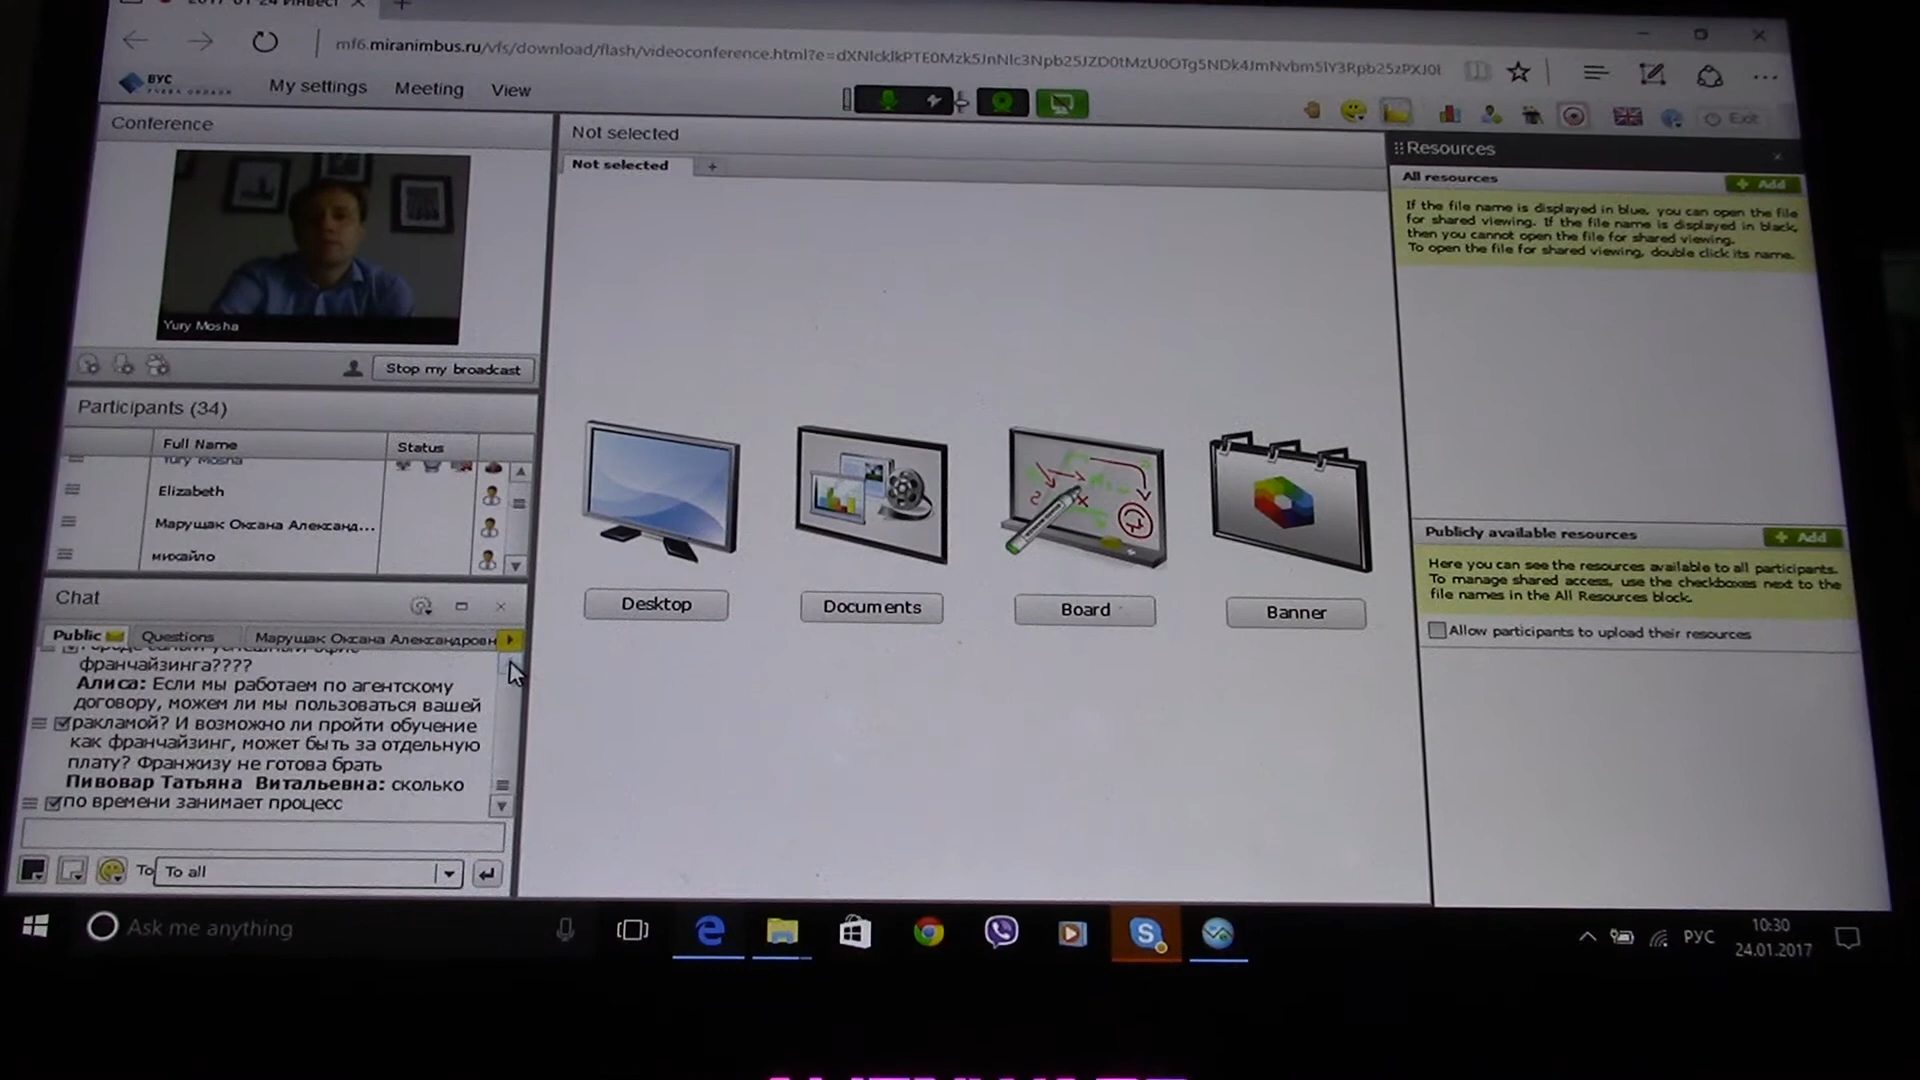 2017-01-24 Инвест
mf6.miranimbus.ru/vfs/download/flash/videoconference.html?e=
ВУС
My settings
Meeting
View
Exit
Conference
Yury Mosha
Stop my broadcast
Participants (34)
Full Name
Status
Yury Mosha
Elizabeth
Марущак Оксана Александ...
михайло
Chat
Public
Questions
Марущак Оксана Александровн
франчайзинга????
Алиса: Если мы работаем по агентскому
договору, можем ли мы пользоваться вашей
ракламой? И возможно ли пройти обучение
как франчайзинг, может быть за отдельную
плату? Франжизу не готова брать
Пивовар Татьяна Витальевна: сколько
по времени занимает процесс
To
To all
Not selected
Not selected
Desktop
Documents
Board
Banner
Resources
All resources
Add
If the file name is displayed in blue, you can open the file
for shared viewing. If the file name is displayed in black,
then you cannot open the file for shared viewing.
To open the file for shared viewing, double click its name.
Publicly available resources
Add
Here you can see the resources available to all participants.
To manage shared access, use the checkboxes next to the
file names in the All Resources block.
Allow participants to upload their resources
Ask me anything
РУС
10:30
24.01.2017